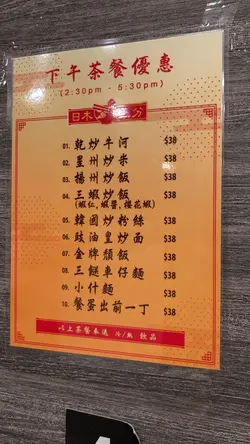 下午茶餐優惠
(2:30pm - 5:30pm)
日木
分
01. 乾炒牛河 $38
02. 星州炒米 $38
03. 揚州炒飯 $38
04. 三蝦炒飯 $38
(蝦仁, 蝦醬, 櫻花蝦)
05. 韓國炒粉絲 $38
06. 豉油皇炒面 $38
07. 金牌頹飯 $38
08. 三餸車仔麵 $38
09. 小什麵 $38
10. 餐蛋出前一丁 $38
以上茶餐奉送 冷/熱 飲品